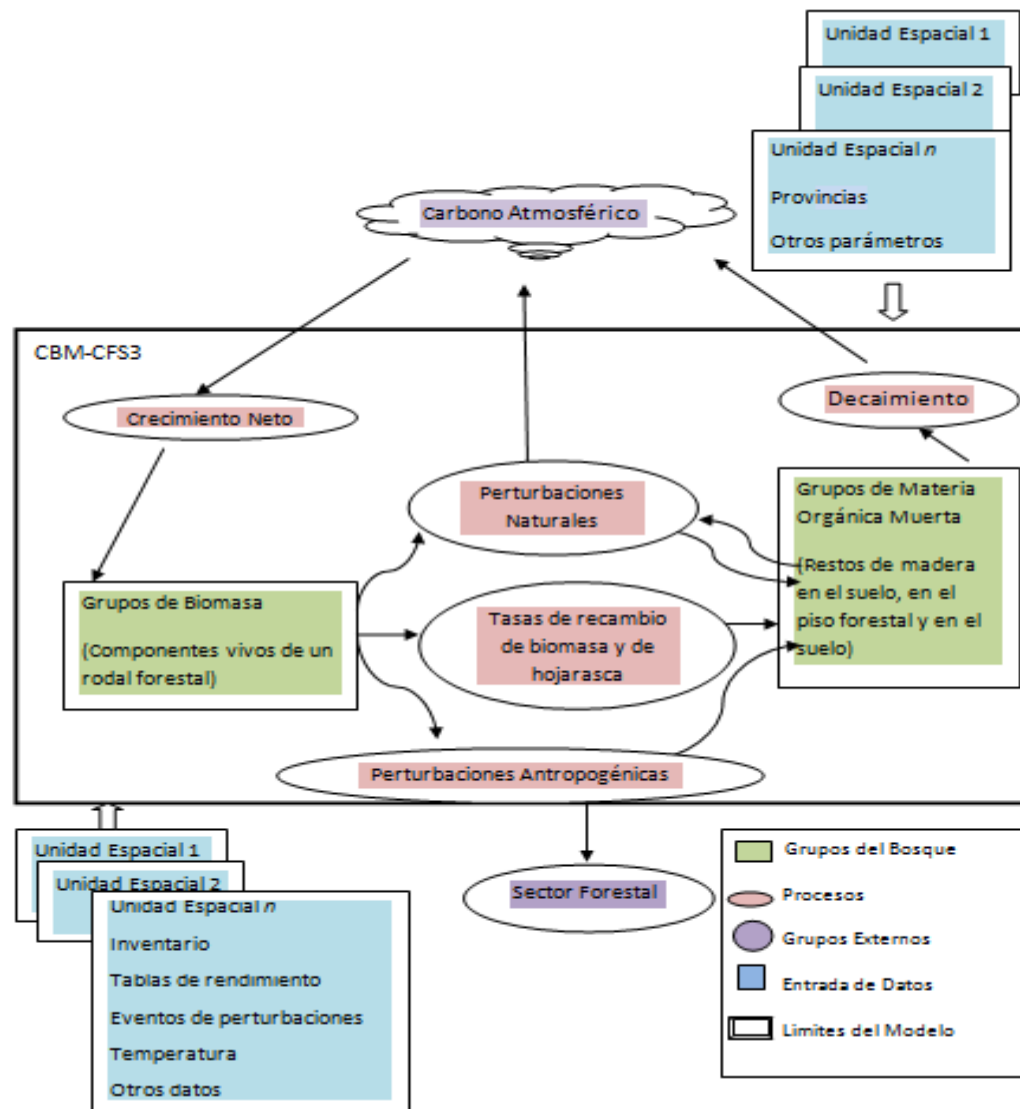 Unidad Espacial 1
Unidad Espacial 2
Unidad Espacial n
Provincias
Otros parámetros
Carbono Atmosférico
CBM-CFS3
Crecimiento Neto
Decaimiento
Perturbaciones
Naturales
Grupos de Materia
Orgánica Muerta
(Restos de madera
en el suelo, en el
piso forestal y en el
suelo)
Grupos de Biomasa
(Componentes vivos de un
rodal forestal)
Tasas de recambio
de biomasa y de
hojarasca
Perturbaciones Antropogénicas
Unidad Espacial 1
Unidad Espacial 2
Unidad Espacial n
Inventario
Tablas de rendimiento
Eventos de perturbaciones
Temperatura
Otros datos
Sector Forestal
Grupos del Bosque
Procesos
Grupos Externos
Entrada de Datos
Limites del Modelo